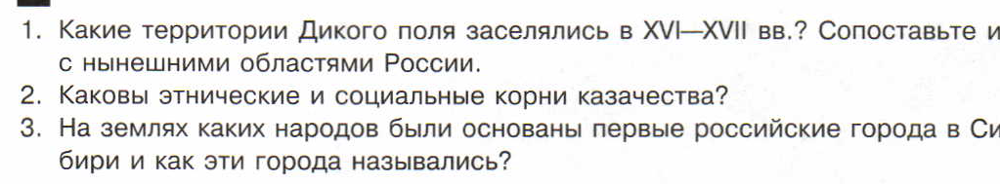 1. Какие территории Дикого поля заселялись в XVI—XVII вв.? Сопоставьте и
с нынешними областями России.
2. Каковы этнические и социальные корни казачества?
3. На землях каких народов были основаны первые российские города в Си
бири и как эти города назывались?